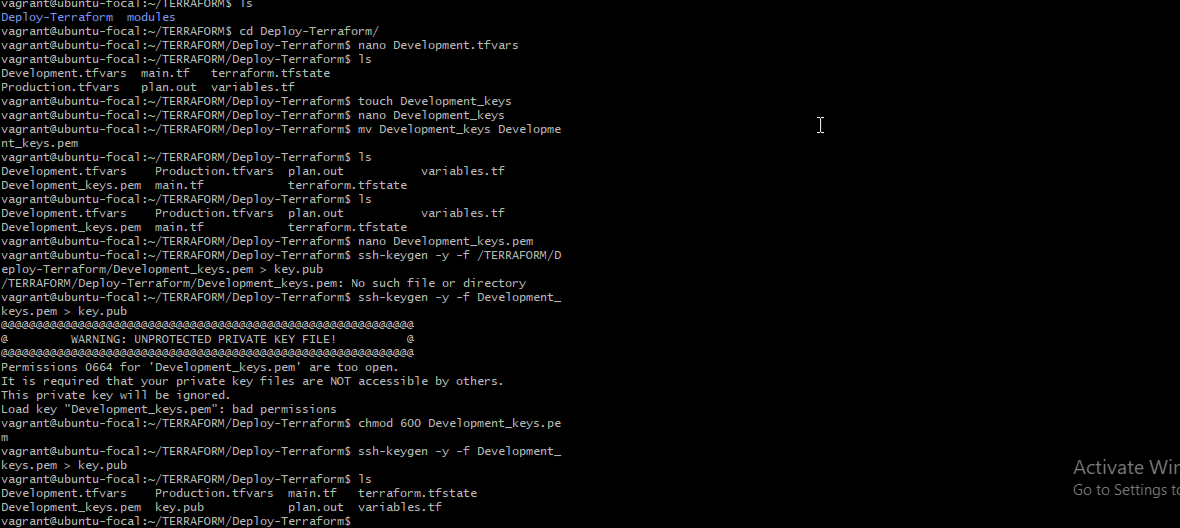 vagrant@ubuntu-focal:~/TERRAFORM$ ls
Deploy-Terraform  modules
vagrant@ubuntu-focal:~/TERRAFORM$ cd Deploy-Terraform/
vagrant@ubuntu-focal:~/TERRAFORM/Deploy-Terraform$ nano Development.tfvars
vagrant@ubuntu-focal:~/TERRAFORM/Deploy-Terraform$ ls
Development.tfvars  main.tf   terraform.tfstate
Production.tfvars   plan.out  variables.tf
vagrant@ubuntu-focal:~/TERRAFORM/Deploy-Terraform$ touch Development_keys
vagrant@ubuntu-focal:~/TERRAFORM/Deploy-Terraform$ nano Development_keys
vagrant@ubuntu-focal:~/TERRAFORM/Deploy-Terraform$ mv Development_keys Developme
nt_keys.pem
vagrant@ubuntu-focal:~/TERRAFORM/Deploy-Terraform$ ls
Development.tfvars    Production.tfvars  plan.out           variables.tf
Development_keys.pem  main.tf            terraform.tfstate
vagrant@ubuntu-focal:~/TERRAFORM/Deploy-Terraform$ ls
Development.tfvars    Production.tfvars  plan.out           variables.tf
Development_keys.pem  main.tf            terraform.tfstate
vagrant@ubuntu-focal:~/TERRAFORM/Deploy-Terraform$ nano Development_keys.pem
vagrant@ubuntu-focal:~/TERRAFORM/Deploy-Terraform$ ssh-keygen -y -f /TERRAFORM/D
eploy-Terraform/Development_keys.pem > key.pub
/TERRAFORM/Deploy-Terraform/Development_keys.pem: No such file or directory
vagrant@ubuntu-focal:~/TERRAFORM/Deploy-Terraform$ ssh-keygen -y -f Development_
keys.pem > key.pub
@@@@@@@@@@@@@@@@@@@@@@@@@@@@@@@@@@@@@@@@@@@@@@@@@@@@@@@@@@@
@         WARNING: UNPROTECTED PRIVATE KEY FILE!          @
@@@@@@@@@@@@@@@@@@@@@@@@@@@@@@@@@@@@@@@@@@@@@@@@@@@@@@@@@@@
Permissions 0664 for 'Development_keys.pem' are too open.
It is required that your private key files are NOT accessible by others.
This private key will be ignored.
Load key "Development_keys.pem": bad permissions
vagrant@ubuntu-focal:~/TERRAFORM/Deploy-Terraform$ chmod 600 Development_keys.pe
m
vagrant@ubuntu-focal:~/TERRAFORM/Deploy-Terraform$ ssh-keygen -y -f Development_
keys.pem > key.pub
vagrant@ubuntu-focal:~/TERRAFORM/Deploy-Terraform$ ls
Development.tfvars    Production.tfvars  main.tf   terraform.tfstate
Development_keys.pem  key.pub            plan.out  variables.tf
vagrant@ubuntu-focal:~/TERRAFORM/Deploy-Terraform$
Activate Win
Go to Settings to